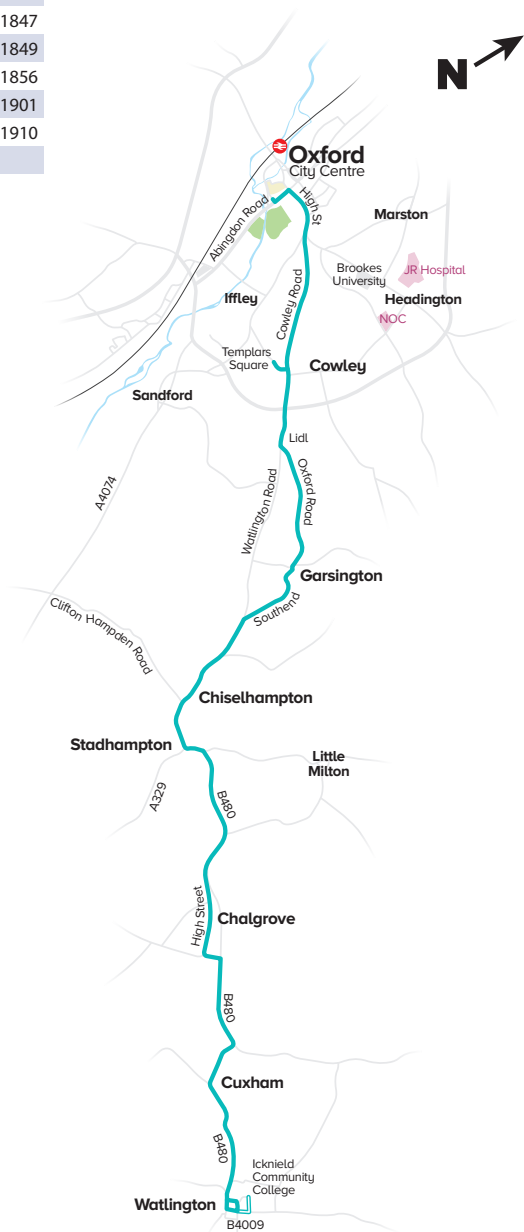 1847
1849
1856
1901
1910
N
Oxford
City Centre
High St
Abingdon Road
Marston
Brookes
University
JR Hospital
Headington
NOC
Iffley
Cowley Road
Templars
Square
Cowley
Sandford
Lidl
A4074
Watlington Road
Oxford Road
Garsington
Southend
Clifton Hampden Road
Chiselhampton
Stadhampton
Little
Milton
A329
B480
High Street
Chalgrove
B480
Cuxham
B480
Icknield
Community
College
Watlington
B4009